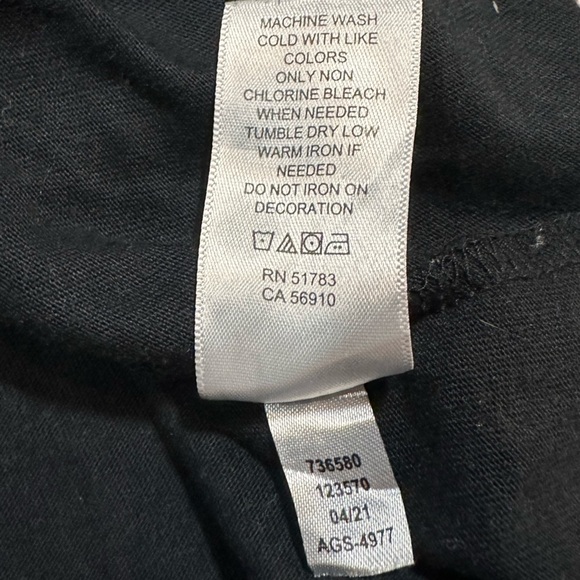 MACHINE WASH
COLD WITH LIKE
COLORS
ONLY NON
CHLORINE BLEACH
WHEN NEEDED
TUMBLE DRY LOW
WARM IRON IF
NEEDED
DO NOT IRON ON
DECORATION
RN 51783
CA 56910
736580
123570
04/21
AGS-4977